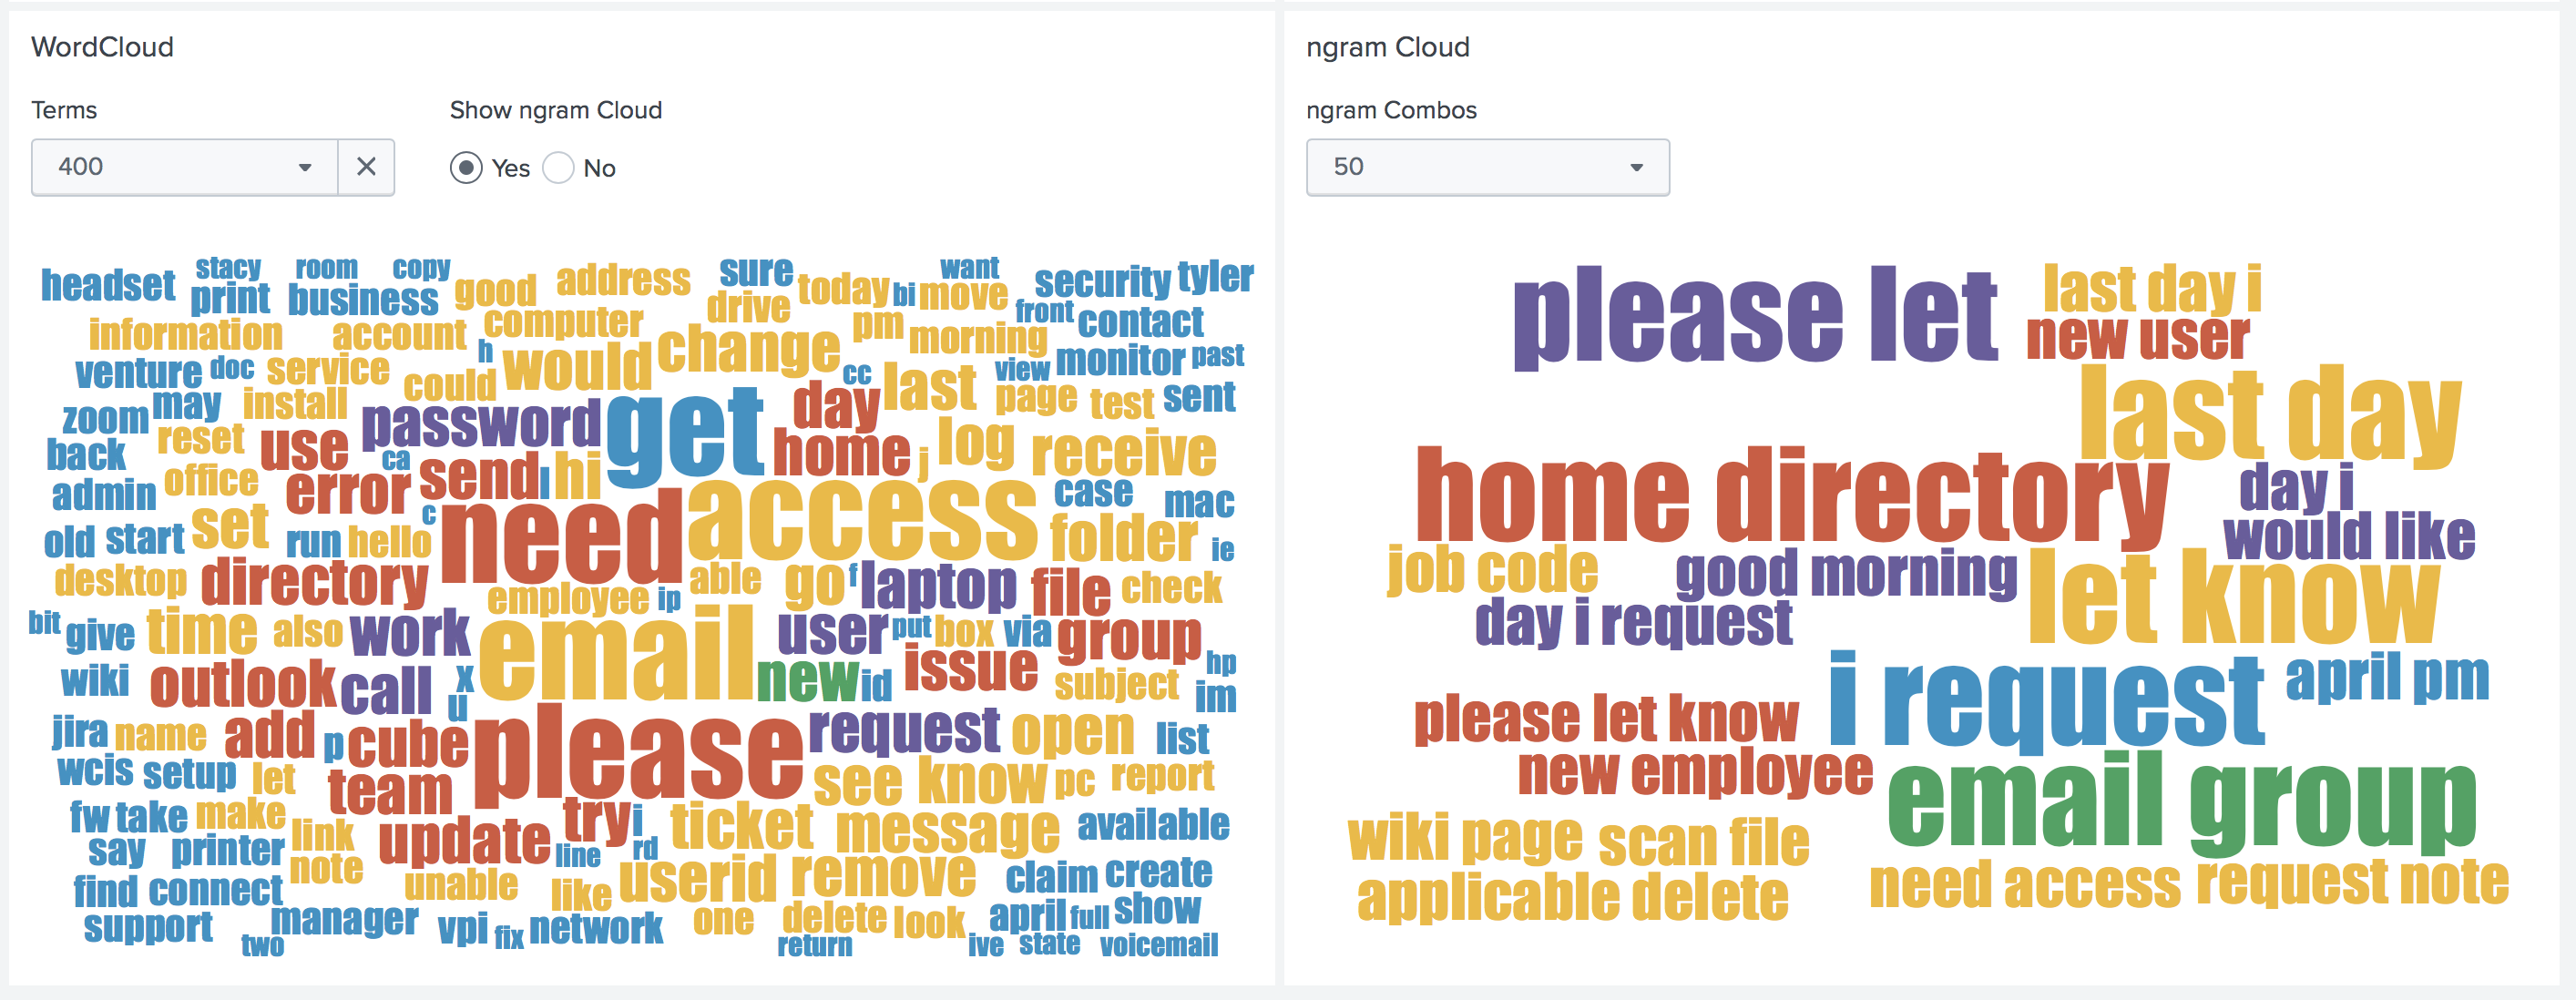 WordCloud
Terms
Show ngram Cloud
400
Yes
No
headset stacy room copy good address sure today want security tyler
print business drive bi move front
information account computer pm morning contact
venture doc service h could would change cc last view monitor past
zoom may install password get day page test sent
back reset use ca send l hi home j log receive
admin office error access case mac
old start set run hello c need folder ie
desktop directory employee ip able go f laptop file check
bit give time also work email user put box via group
wiki outlook call x new id issue subject hp
u im
jira name add p cube please request open list
wcis setup let team see know pc report
fw take make link update try i ticket message available
say printer note line rd
find connect unable like userid remove claim create
support manager vpi fix network one delete look april full show
two return ive state voicemail
ngram Cloud
ngram Combos
50
please let
last day i
new user
last day
home directory
day i
would like
job code
good morning
let know
day i request
i request
april pm
please let know
new employee
email group
wiki page
scan file
applicable delete
need access
request note